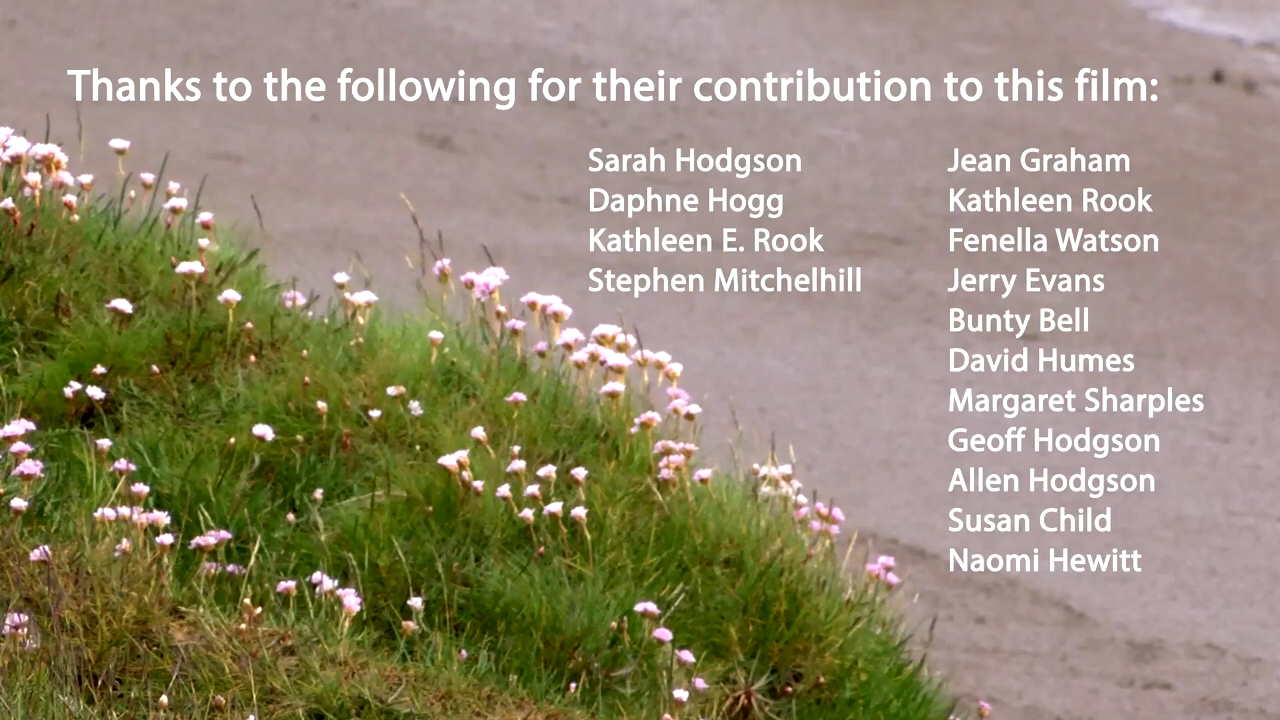 Thanks to the following for their contribution to this film:
Sarah Hodgson
Daphne Hogg
Kathleen E. Rook
Stephen Mitchelhill
Jean Graham
Kathleen Rook
Fenella Watson
Jerry Evans
Bunty Bell
David Humes
Margaret Sharples
Geoff Hodgson
Allen Hodgson
Susan Child
Naomi Hewitt